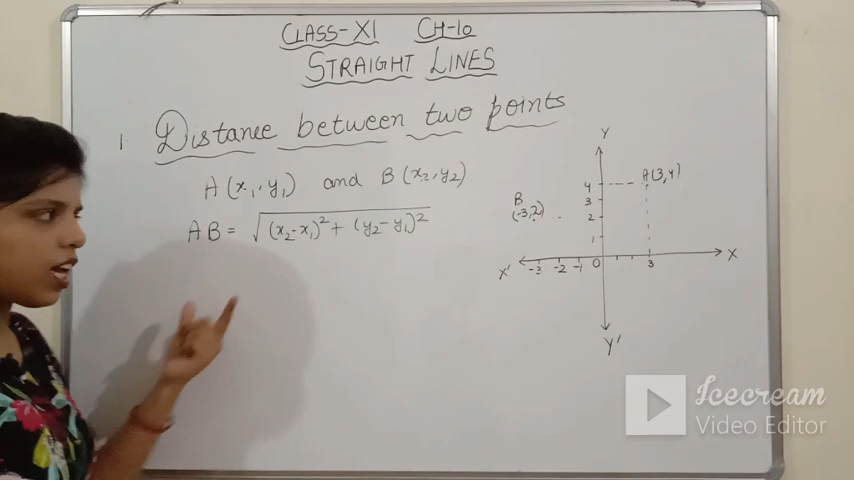 CLASS-XI CH-10
STRAIGHT LINES
1. Distance between two points
A(x₁, y₁) and B(x₂, y₂)
AB = √(x₂-x₁)² + (y₂-y₁)²
Y
4
A(3,4)
3
B
(-3,2)
2
1
X' -3 -2 -1 0 3 X
Y'
Icecream
Video Editor